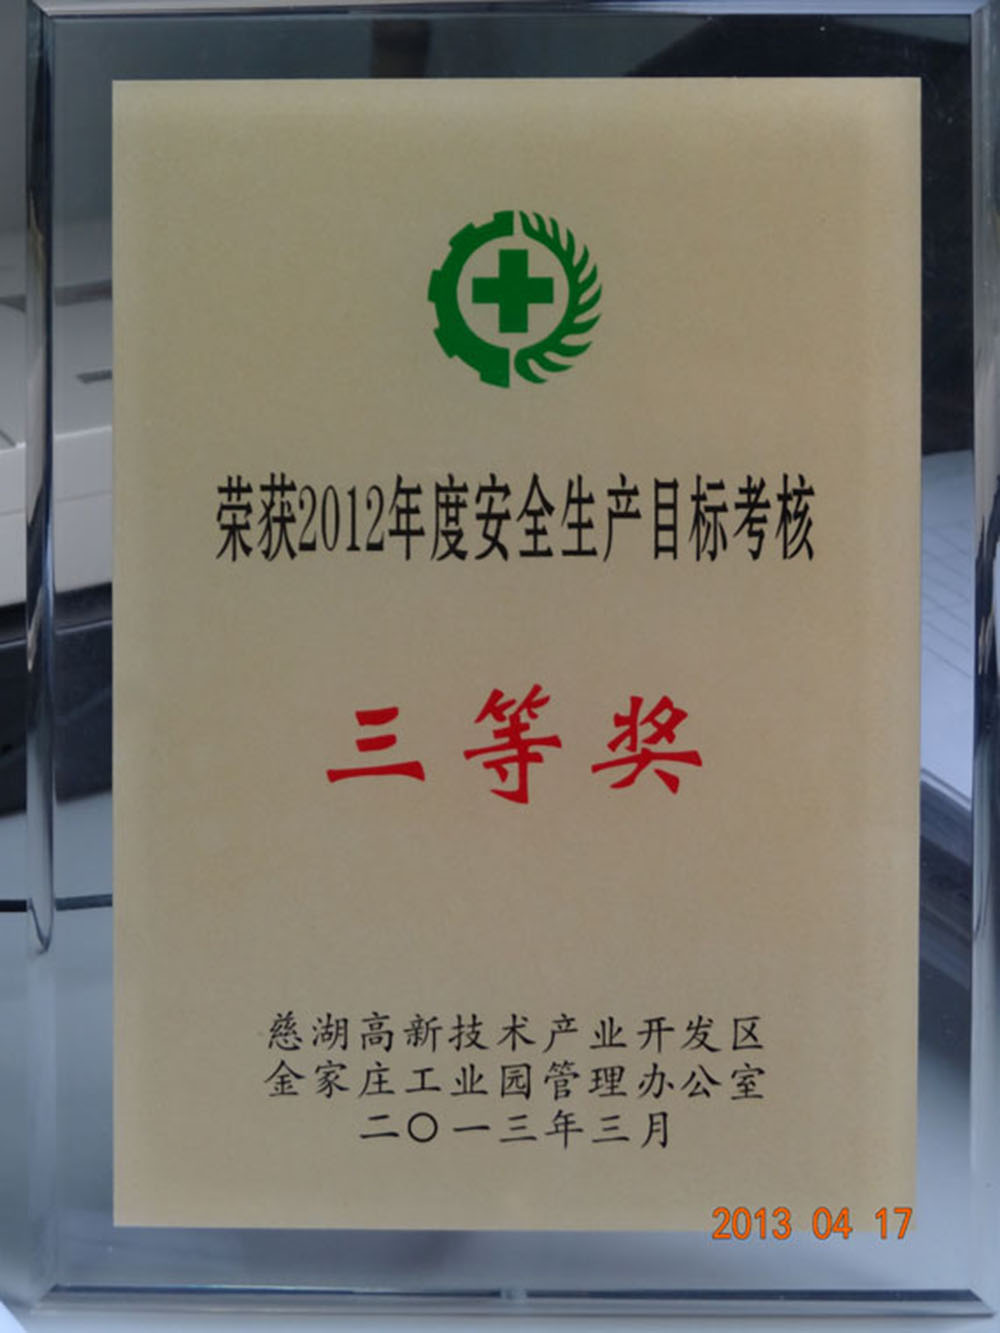 荣获2012年度安全生产目标考核
三等奖
慈湖高新技术产业开发区
金家庄工业园管理办公室
二〇一三年三月
2013 04 17